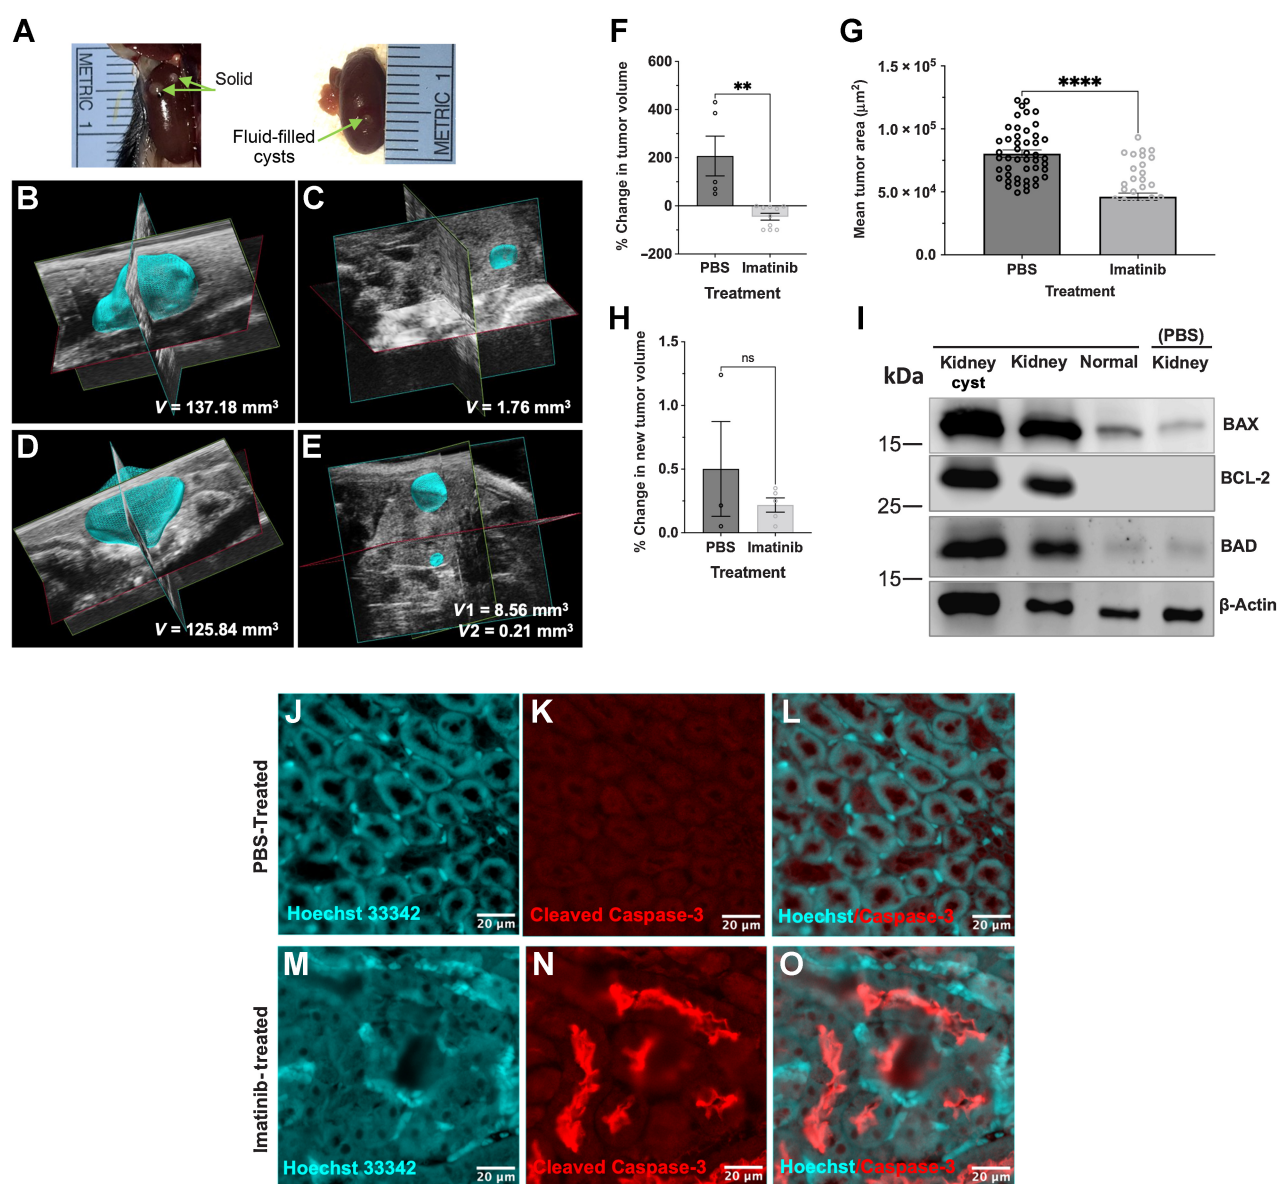 A
METRIC 1
Solid
Fluid-filled
cysts
METRIC 1
B
V = 137.18 mm³
C
V = 1.76 mm³
D
V = 125.84 mm³
E
V1 = 8.56 mm³
V2 = 0.21 mm³
F
% Change in tumor volume
600
400
200
0
−200
**
PBS
Imatinib
Treatment
G
Mean tumor area (µm²)
1.5 × 10⁵
1.0 × 10⁵
5.0 × 10⁴
0.0
****
PBS
Imatinib
Treatment
H
% Change in new tumor volume
1.5
1.0
0.5
0.0
ns
PBS
Imatinib
Treatment
I
(PBS)
Kidney
cyst
Kidney
Normal
Kidney
kDa
BAX
15
BCL-2
25
BAD
15
β-Actin
PBS-Treated
J
Hoechst 33342
20 µm
K
Cleaved Caspase-3
20 µm
L
Hoechst/Caspase-3
20 µm
Imatinib-treated
M
Hoechst 33342
20 µm
N
Cleaved Caspase-3
20 µm
O
Hoechst/Caspase-3
20 µm